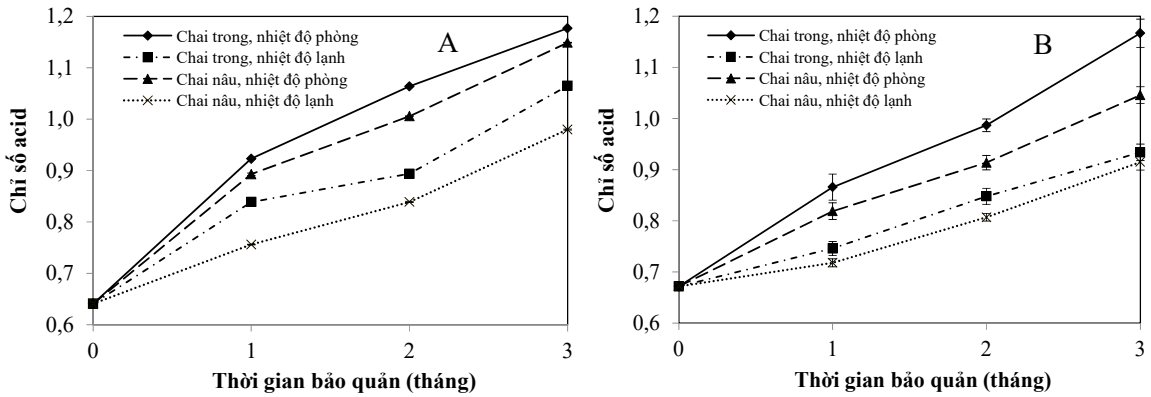 1,2
1,1
1,0
0,9
0,8
0,7
0,6
Chỉ số acid
Chai trong, nhiệt độ phòng
Chai trong, nhiệt độ lạnh
Chai nâu, nhiệt độ phòng
Chai nâu, nhiệt độ lạnh
A
0 1 2 3
Thời gian bảo quản (tháng)
1,2
1,1
1,0
0,9
0,8
0,7
0,6
Chỉ số acid
Chai trong, nhiệt độ phòng
Chai trong, nhiệt độ lạnh
Chai nâu, nhiệt độ phòng
Chai nâu, nhiệt độ lạnh
B
0 1 2 3
Thời gian bảo quản (tháng)